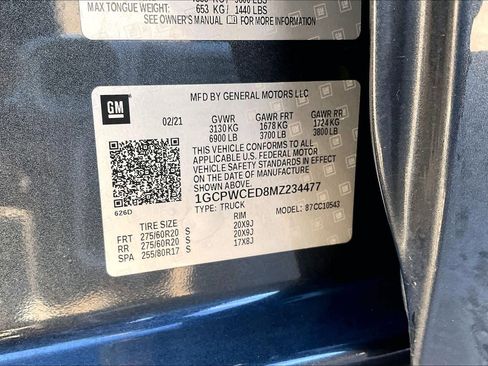 MAX TONGUE WEIGHT: 653 KG / 1440 LBS
SEE OWNER'S MANUAL FOR MORE INFORMATION
GM
MFD BY GENERAL MOTORS LLC
02/21 GVWR GAWR FRT GAWR RR
3130 KG 1678 KG 1724 KG
6900 LB 3700 LB 3800 LB
THIS VEHICLE CONFORMS TO ALL
APPLICABLE U.S. FEDERAL MOTOR
VEHICLE SAFETY, BUMPER, AND THEFT
PREVENTION STANDARDS IN EFFECT ON
THE DATE OF MANUFACTURE SHOWN
ABOVE.
1GCPWCED8MZ234477
626D TYPE: TRUCK 87CC10543
TIRE SIZE RIM
FRT 275/60R20 S 20X9J
RR 275/60R20 S 20X9J
SPA 255/80R17 S 17X8J